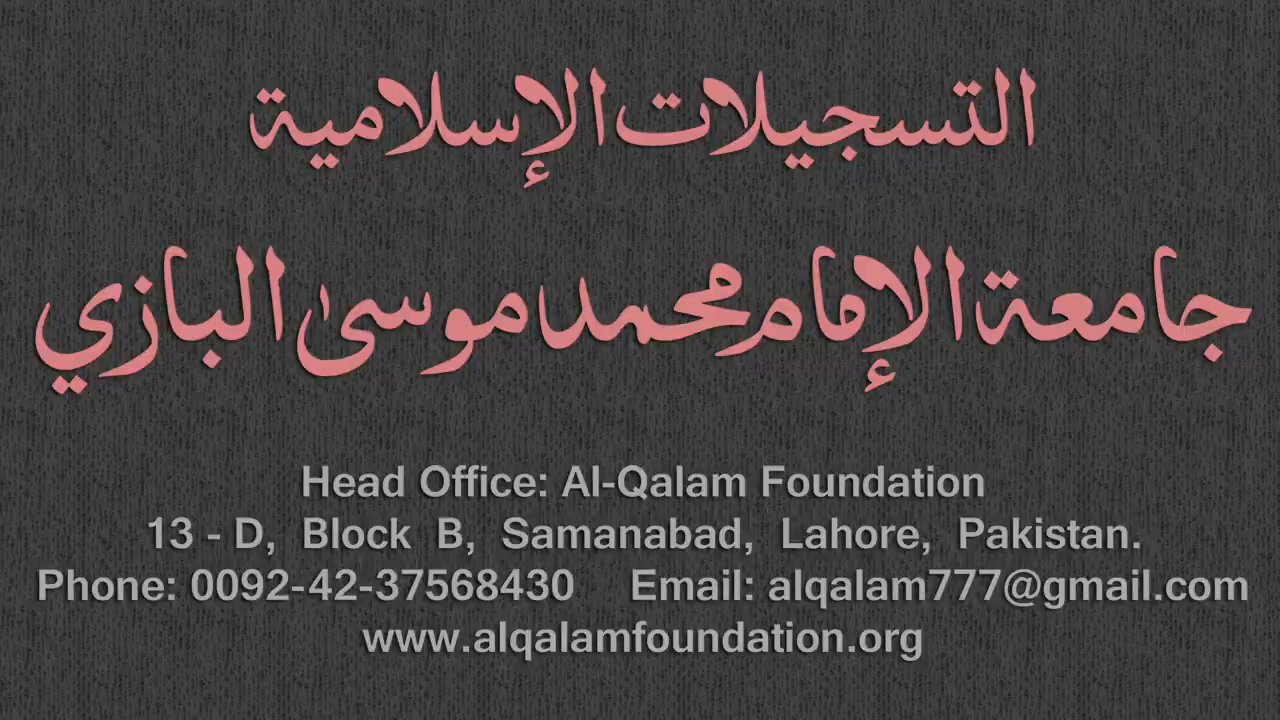 التسجيلات الإسلامية
جامعة الإمام محمد موسىٰ البازي
Head Office: Al-Qalam Foundation
13 - D, Block B, Samanabad, Lahore, Pakistan.
Phone: 0092-42-37568430 Email: alqalam777@gmail.com
www.alqalamfoundation.org